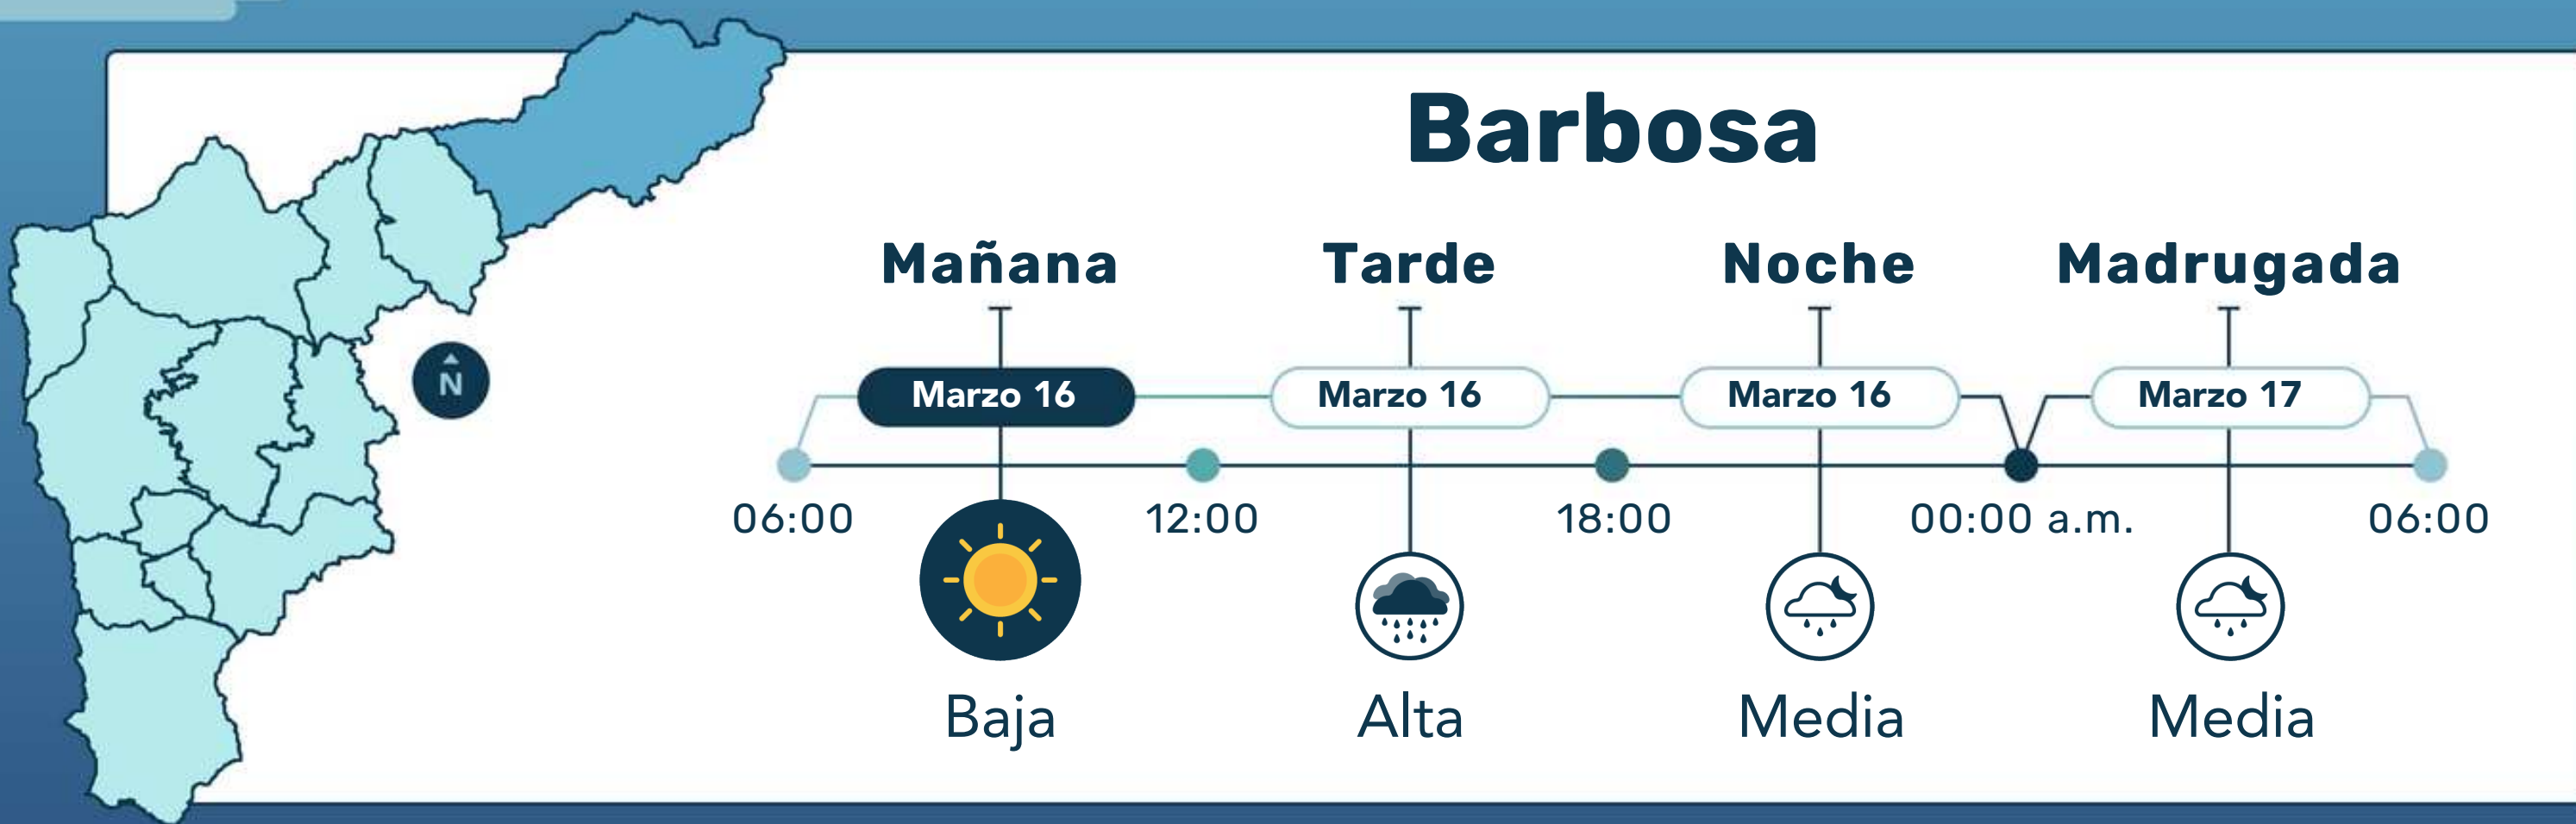 Barbosa
Mañana
Tarde
Noche
Madrugada
N
Marzo 16
Marzo 16
Marzo 16
Marzo 17
06:00
12:00
18:00
00:00 a.m.
06:00
Baja
Alta
Media
Media